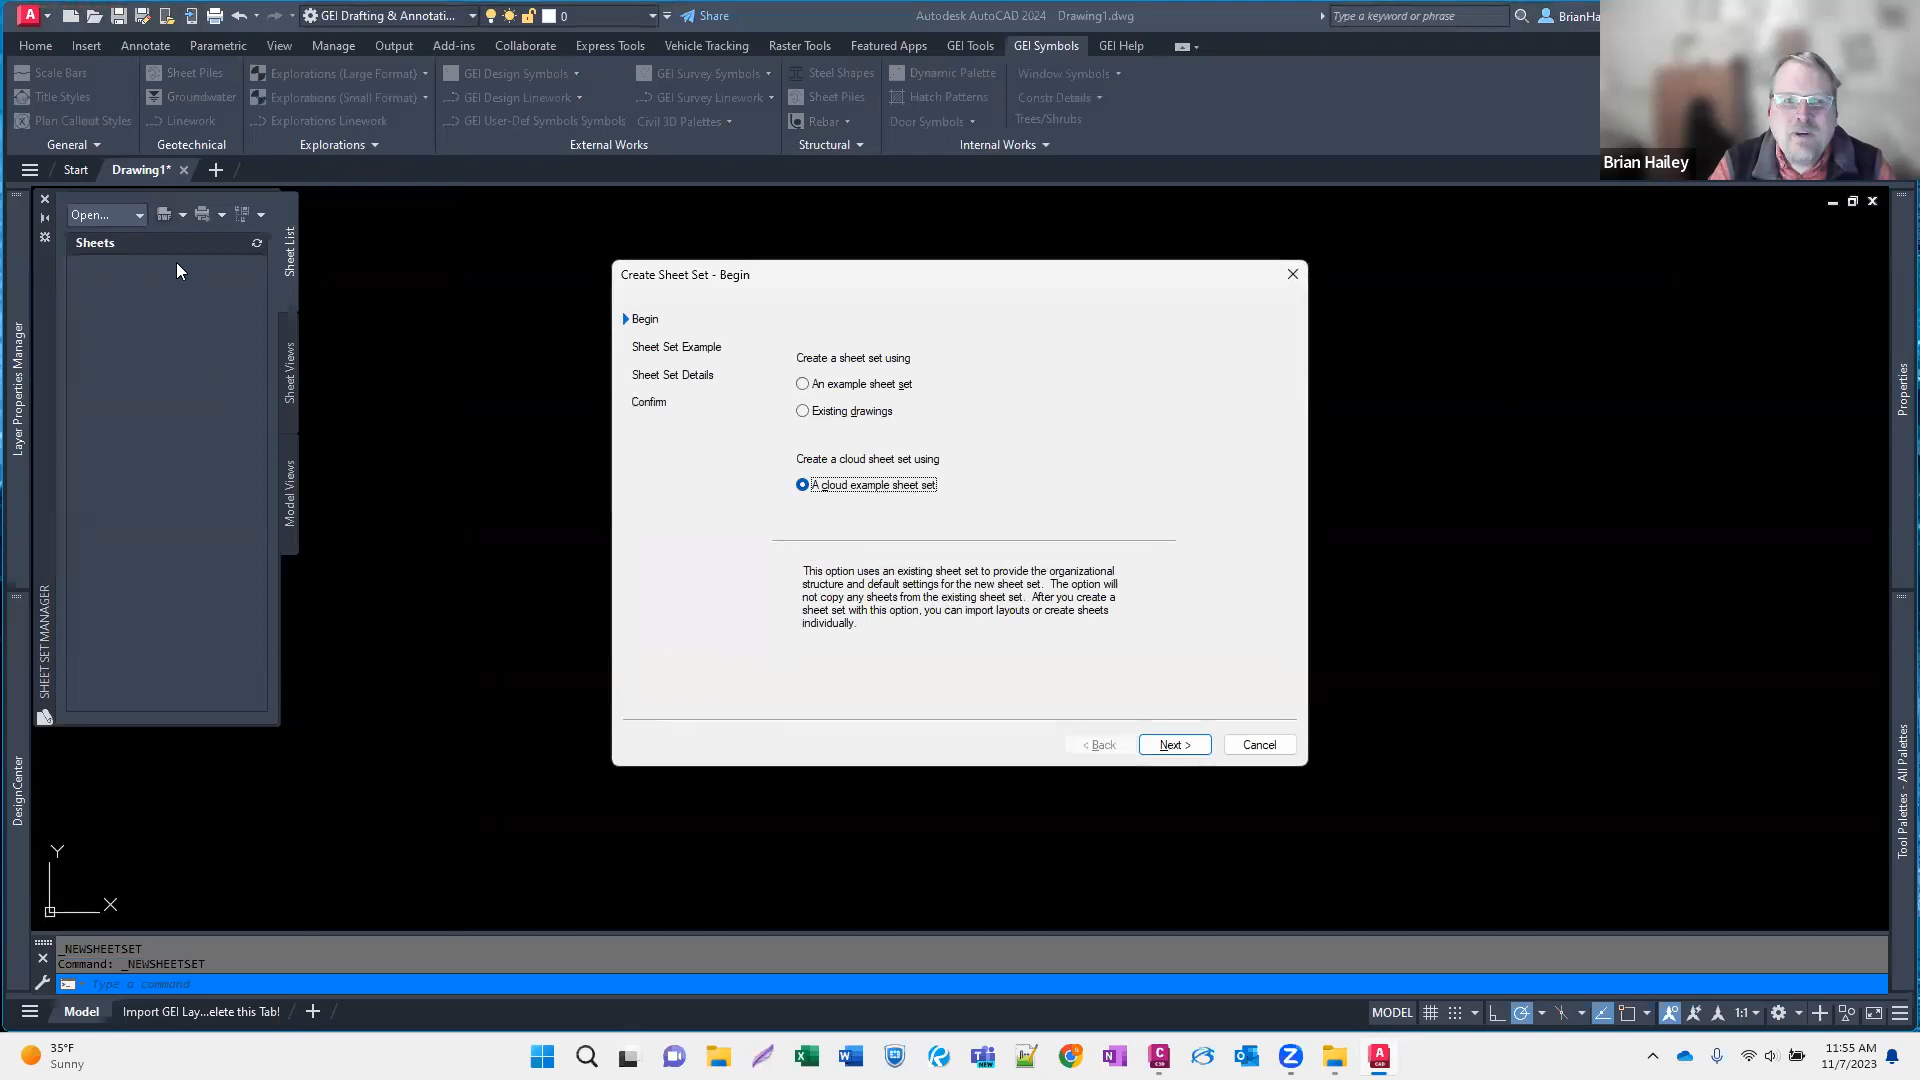 GEI Drafting & Annotati... 0 Share Autodesk AutoCAD 2024 Drawing1.dwg Type a keyword or phrase BrianHa
Home Insert Annotate Parametric View Manage Output Add-ins Collaborate Express Tools Vehicle Tracking Raster Tools Featured Apps GEI Tools GEI Symbols GEI Help
Scale Bars Sheet Piles Explorations (Large Format) GEI Design Symbols GEI Survey Symbols Steel Shapes Dynamic Palette Window Symbols
Title Styles Groundwater Explorations (Small Format) GEI Design Linework GEI Survey Linework Sheet Piles Hatch Patterns Constr Details
Plan Callout Styles Linework Explorations Linework GEI User-Def Symbols Symbols Civil 3D Palettes Rebar Door Symbols Trees/Shrubs
General Geotechnical Explorations External Works Structural Internal Works
Brian Hailey
Start Drawing1*
Open...
Sheets
Sheet List
Sheet Views
Model Views
SHEET SET MANAGER
Layer Properties Manager
DesignCenter
Properties
Tool Palettes - All Palettes
Create Sheet Set - Begin
Begin
Sheet Set Example
Sheet Set Details
Confirm
Create a sheet set using
An example sheet set
Existing drawings
Create a cloud sheet set using
A cloud example sheet set
This option uses an existing sheet set to provide the organizational
structure and default settings for the new sheet set. The option will
not copy any sheets from the existing sheet set. After you create a
sheet set with this option, you can import layouts or create sheets
individually.
< Back Next > Cancel
Y
X
_NEWSHEETSET
Command: _NEWSHEETSET
Type a command
Model Import GEI Lay...elete this Tab! MODEL 1:1
35°F
Sunny
NEW
11:55 AM
11/7/2023